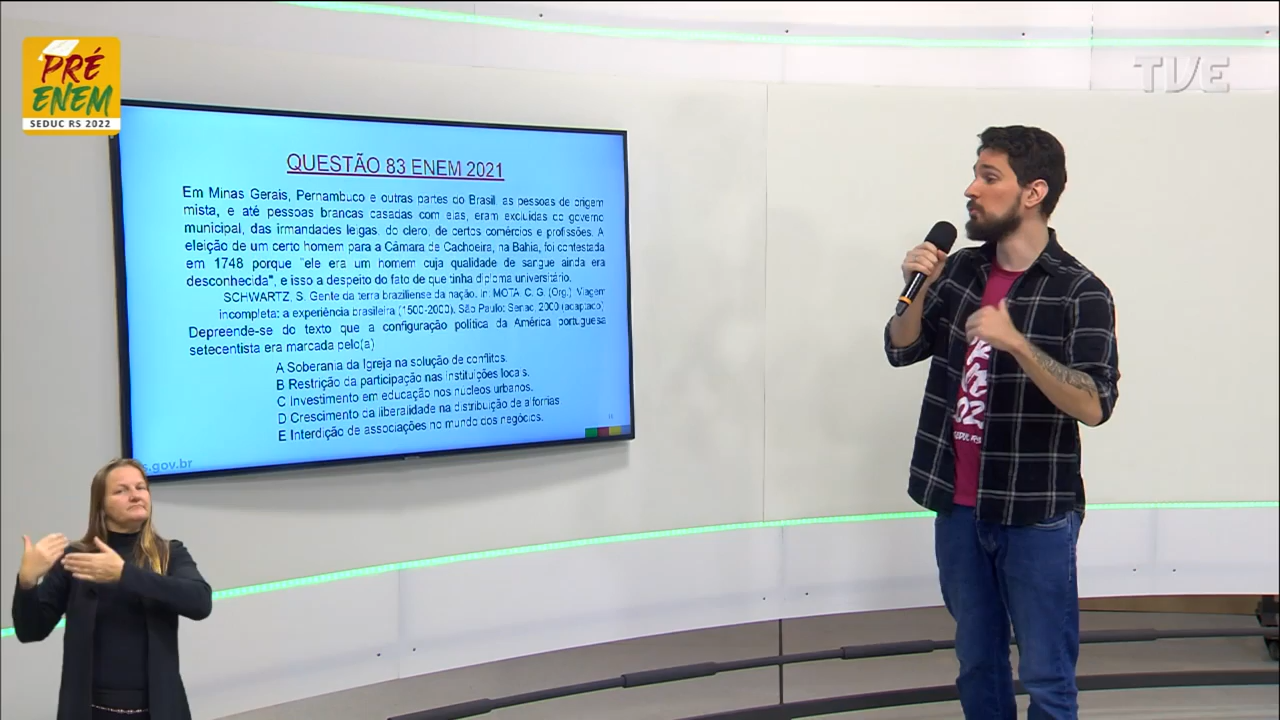 PRÉ
ENEM
SEDUC RS 2022
TVE
QUESTÃO 83 ENEM 2021
Em Minas Gerais, Pernambuco e outras partes do Brasil, as pessoas de origem
mista, e até pessoas brancas casadas com elas, eram excluídas do governo
municipal, das irmandades leigas, do clero, de certos comércios e profissões. A
eleição de um certo homem para a Câmara de Cachoeira, na Bahia, foi contestada
em 1748 porque "ele era um homem cuja qualidade de sangue ainda era
desconhecida", e isso a despeito do fato de que tinha diploma universitário.
SCHWARTZ, S. Gente da terra braziliense da nação. In: MOTA, C. G. (Org.). Viagem
incompleta: a experiência brasileira (1500-2000). São Paulo: Senac, 2000 (adaptado)
Depreende-se do texto que a configuração política da América portuguesa
setecentista era marcada pelo(a)
A Soberania da Igreja na solução de conflitos.
B Restrição da participação nas instituições locais.
C Investimento em educação nos núcleos urbanos.
D Crescimento da liberalidade na distribuição de alforrias
E Interdição de associações no mundo dos negócios.
s.gov.br